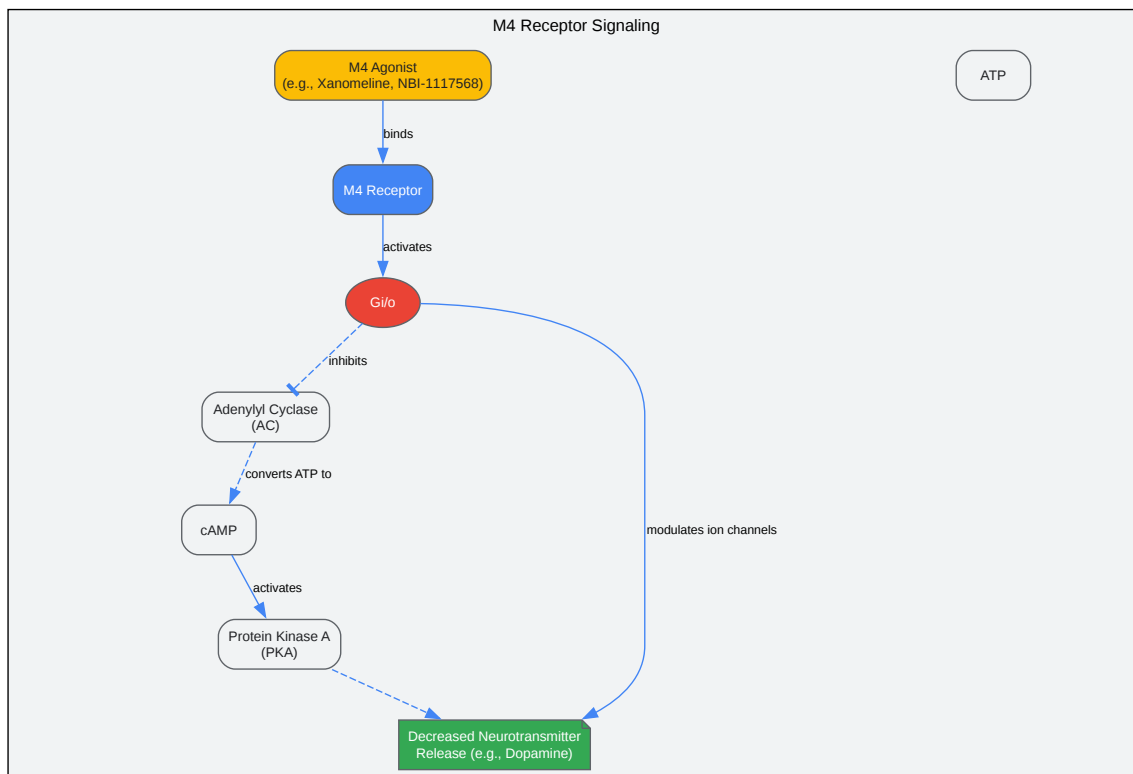 M4 Receptor Signaling
M4 Agonist
(e.g., Xanomeline, NBI-1117568)
ATP
binds
M4 Receptor
activates
Gi/o
inhibits
Adenylyl Cyclase
(AC)
converts ATP to
cAMP
modulates ion channels
activates
Protein Kinase A
(PKA)
Decreased Neurotransmitter
Release (e.g., Dopamine)